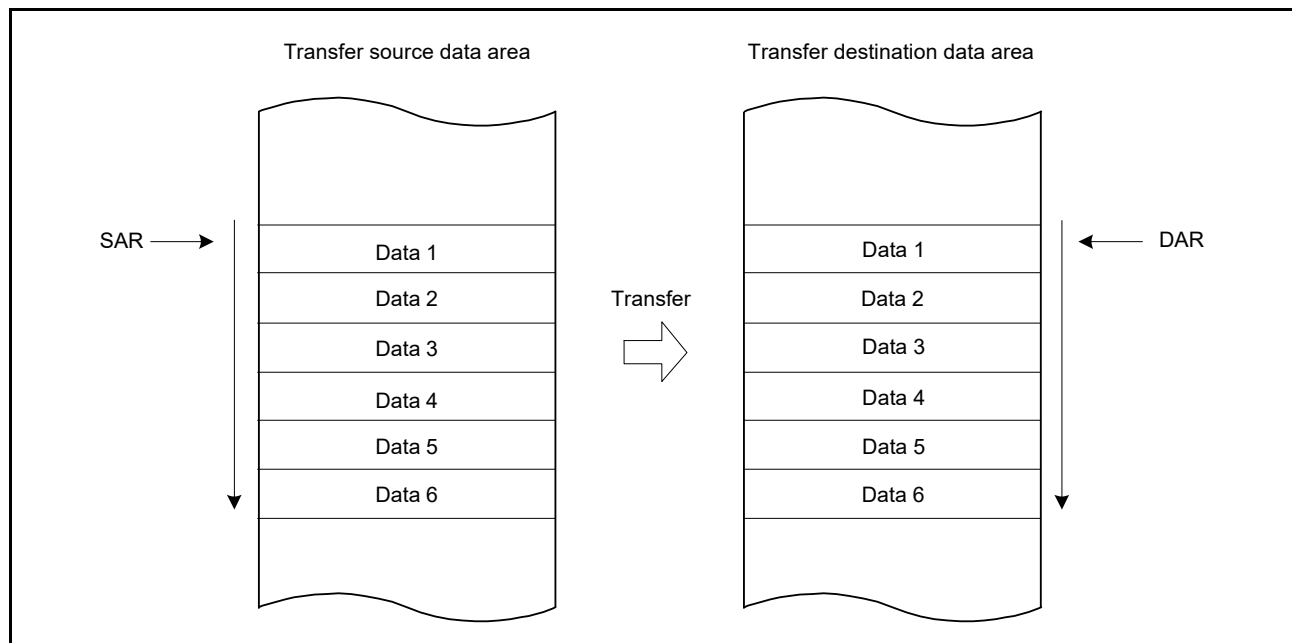 Transfer source data area
Transfer destination data area
SAR
Data 1
Data 2
Data 3
Data 4
Data 5
Data 6
Transfer
Data 1
Data 2
Data 3
Data 4
Data 5
Data 6
DAR